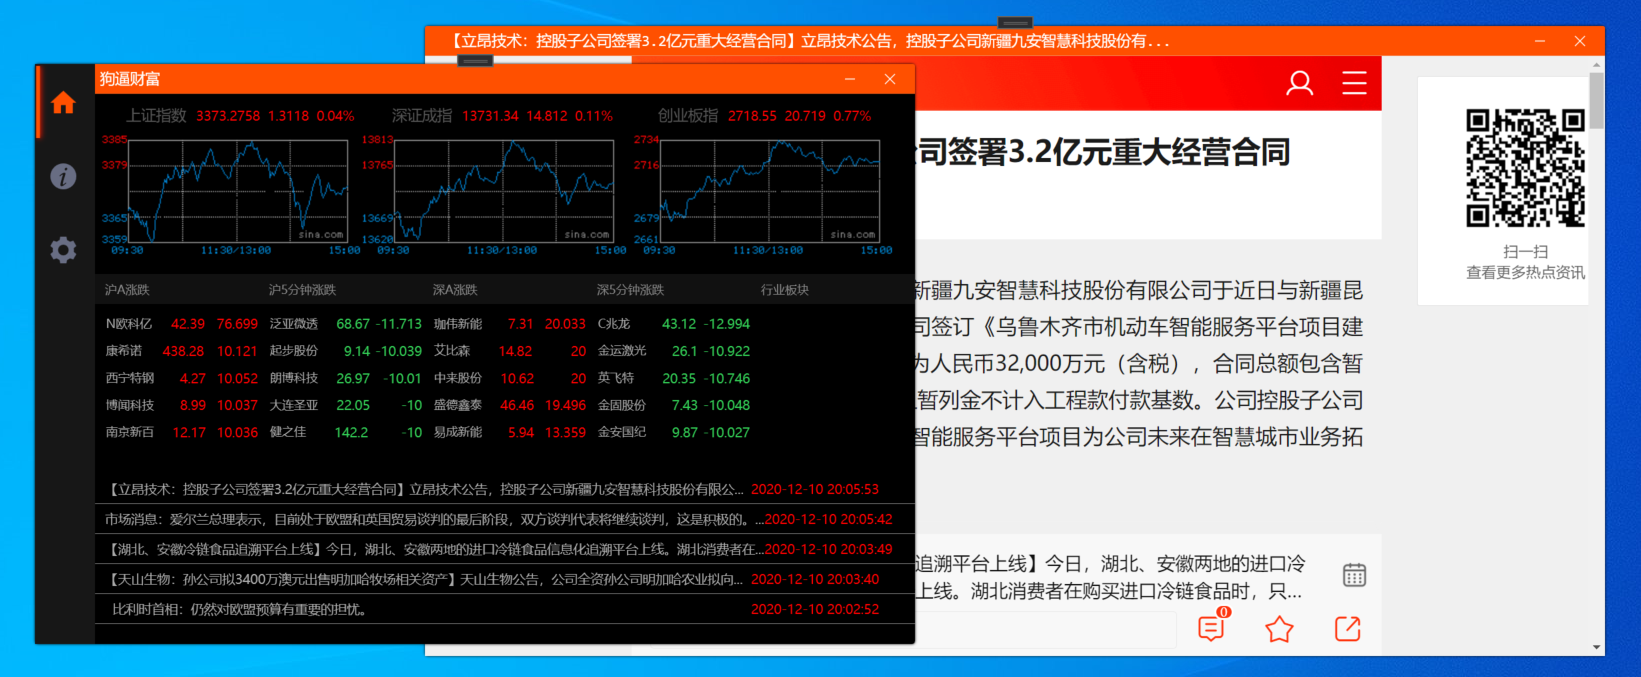 【立昂技术：控股子公司签署3.2亿元重大经营合同】立昂技术公告，控股子公司新疆九安智慧科技股份有...
狗逼财富
上证指数 3373.2758 1.3118 0.04%
深证成指 13731.34 14.812 0.11%
创业板指 2718.55 20.719 0.77%
3385
3379
3365
3359
09:30 11:30/13:00 15:00
sina.com
13813
13765
13669
13620
09:30 11:30/13:00 15:00
sina.com
2734
2716
2679
2661
09:30 11:30/13:00 15:00
sina.com
沪A涨跌 沪5分钟涨跌 深A涨跌 深5分钟涨跌 行业板块
N欧科亿 42.39 76.699 泛亚微透 68.67 -11.713 珈伟新能 7.31 20.033 C兆龙 43.12 -12.994
康希诺 438.28 10.121 起步股份 9.14 -10.039 艾比森 14.82 20 金运激光 26.1 -10.922
西宁特钢 4.27 10.052 朗博科技 26.97 -10.01 中来股份 10.62 20 英飞特 20.35 -10.746
博闻科技 8.99 10.037 大连圣亚 22.05 -10 盛德鑫泰 46.46 19.496 金固股份 7.43 -10.048
南京新百 12.17 10.036 健之佳 142.2 -10 易成新能 5.94 13.359 金安国纪 9.87 -10.027
【立昂技术：控股子公司签署3.2亿元重大经营合同】立昂技术公告，控股子公司新疆九安智慧科技股份有限公... 2020-12-10 20:05:53
市场消息：爱尔兰总理表示，目前处于欧盟和英国贸易谈判的最后阶段，双方谈判代表将继续谈判，这是积极的。...2020-12-10 20:05:42
【湖北、安徽冷链食品追溯平台上线】今日，湖北、安徽两地的进口冷链食品信息化追溯平台上线。湖北消费者在...2020-12-10 20:03:49
【天山生物：孙公司拟3400万澳元出售明加哈牧场相关资产】天山生物公告，公司全资孙公司明加哈农业拟向... 2020-12-10 20:03:40
比利时首相：仍然对欧盟预算有重要的担忧。 2020-12-10 20:02:52
司签署3.2亿元重大经营合同
新疆九安智慧科技股份有限公司于近日与新疆昆
司签订《乌鲁木齐市机动车智能服务平台项目建
为人民币32,000万元（含税），合同总额包含暂
暂列金不计入工程款付款基数。公司控股子公司
智能服务平台项目为公司未来在智慧城市业务拓
追溯平台上线】今日，湖北、安徽两地的进口冷
上线。湖北消费者在购买进口冷链食品时，只...
0
扫一扫
查看更多热点资讯